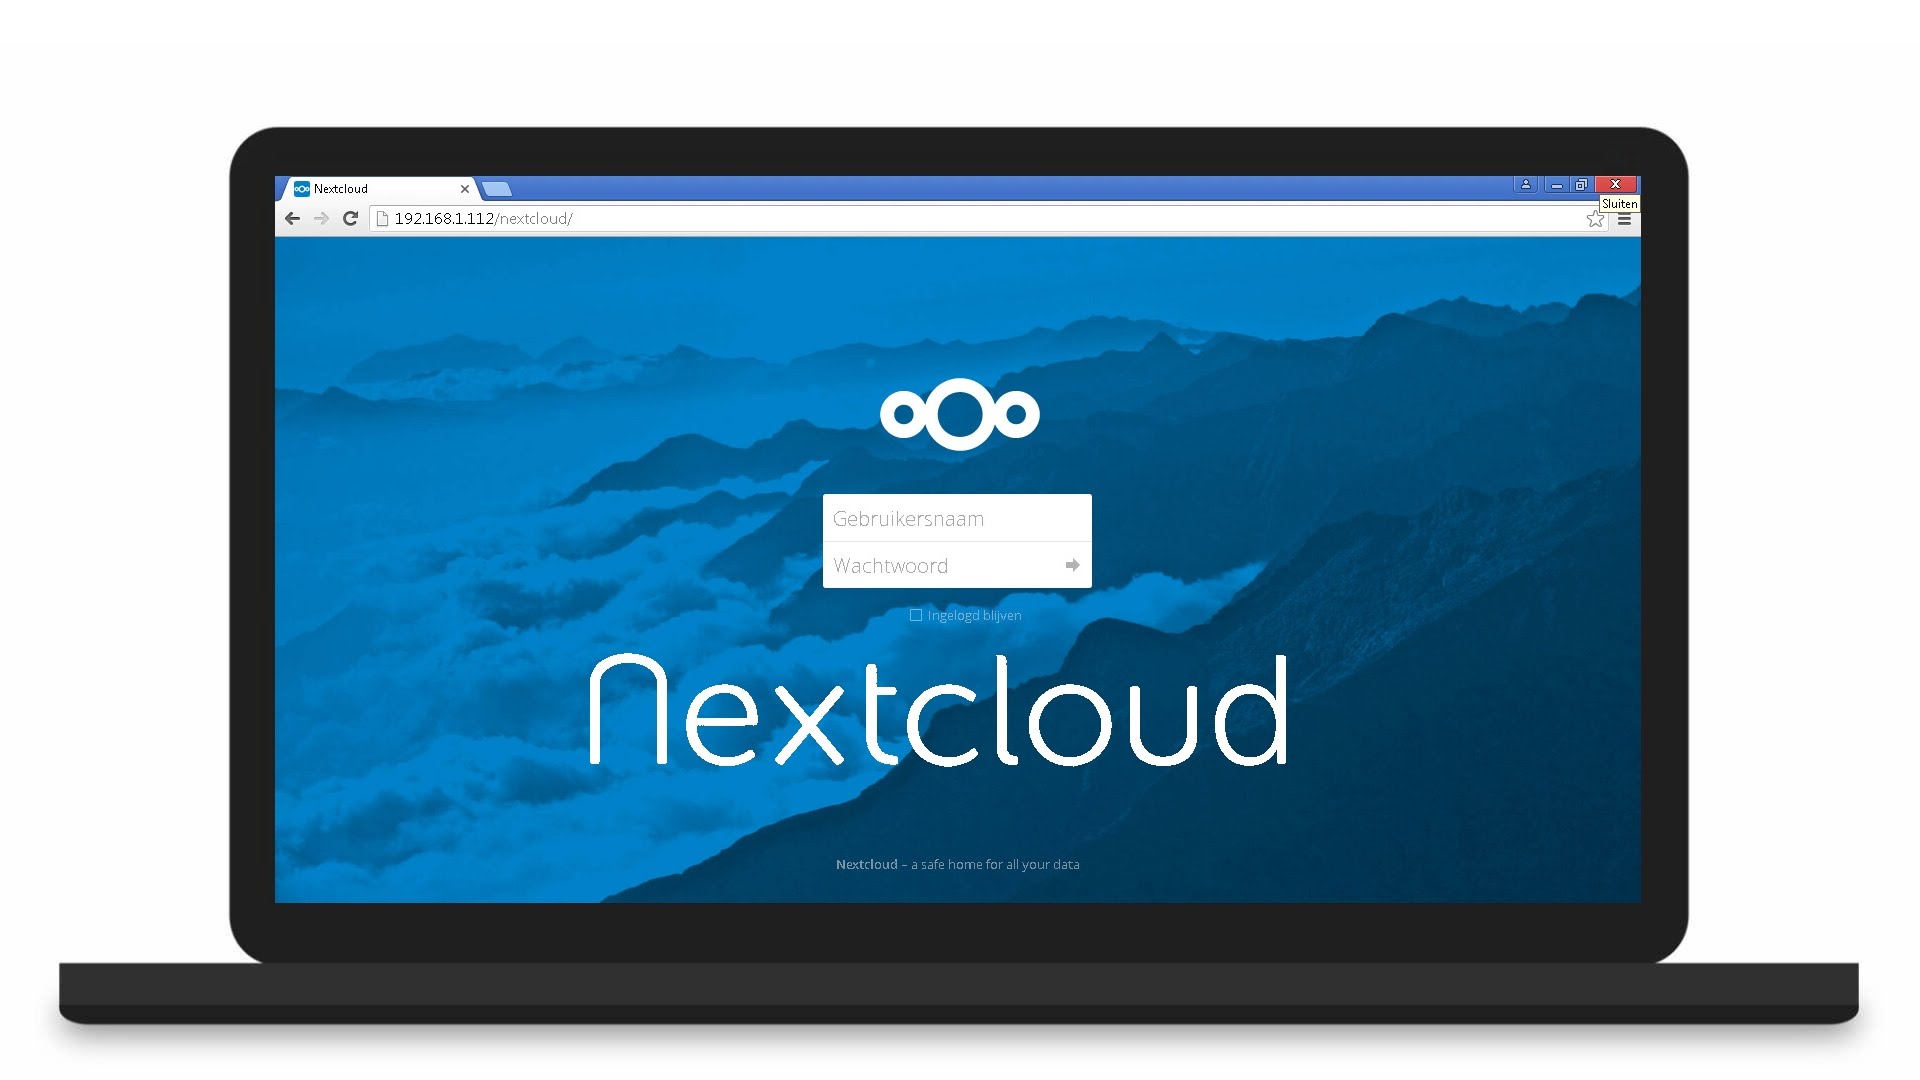 Nextcloud
Sluiten
192.168.1.112/nextcloud/
Gebruikersnaam
Wachtwoord
Ingelogd blijven
Nextcloud
Nextcloud – a safe home for all your data